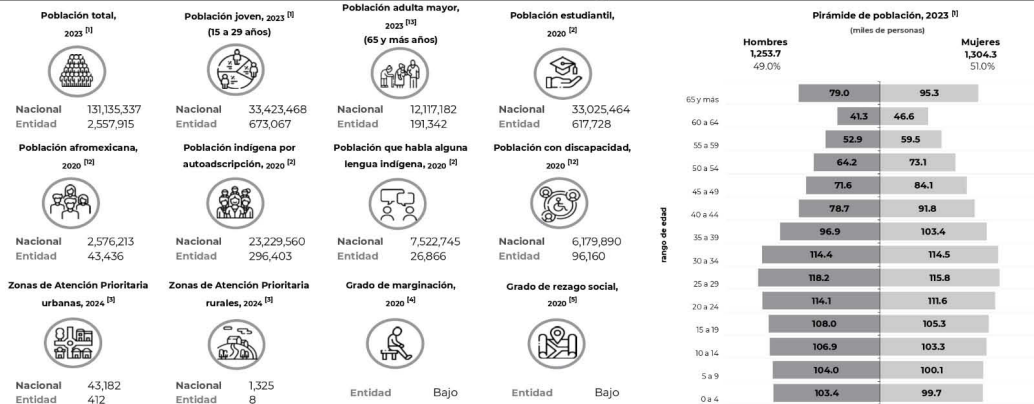 Población total,
2023 [1]
Nacional 131,135,337
Entidad 2,557,915
Población joven, 2023 [1]
(15 a 29 años)
Nacional 33,423,468
Entidad 673,067
Población adulta mayor,
2023 [13]
(65 y más años)
Nacional 12,117,182
Entidad 191,342
Población estudiantil,
2020 [2]
Nacional 33,025,464
Entidad 617,728
Población afromexicana,
2020 [12]
Nacional 2,576,213
Entidad 43,436
Población indígena por
autoadscripción, 2020 [2]
Nacional 23,229,560
Entidad 296,403
Población que habla alguna
lengua indígena, 2020 [2]
Nacional 7,522,745
Entidad 26,866
Población con discapacidad,
2020 [12]
Nacional 6,179,890
Entidad 96,160
Zonas de Atención Prioritaria
urbanas, 2024 [3]
Nacional 43,182
Entidad 412
Zonas de Atención Prioritaria
rurales, 2024 [3]
Nacional 1,325
Entidad 8
Grado de marginación,
2020 [4]
Entidad Bajo
Grado de rezago social,
2020 [5]
Entidad Bajo
Pirámide de población, 2023 [1]
(miles de personas)
Hombres Mujeres
1,253.7 1,304.3
49.0% 51.0%
rango de edad
65 y más 79.0 95.3
60 a 64 41.3 46.6
55 a 59 52.9 59.5
50 a 54 64.2 73.1
45 a 49 71.6 84.1
40 a 44 78.7 91.8
35 a 39 96.9 103.4
30 a 34 114.4 114.5
25 a 29 118.2 115.8
20 a 24 114.1 111.6
15 a 19 108.0 105.3
10 a 14 106.9 103.3
5 a 9 104.0 100.1
0 a 4 103.4 99.7